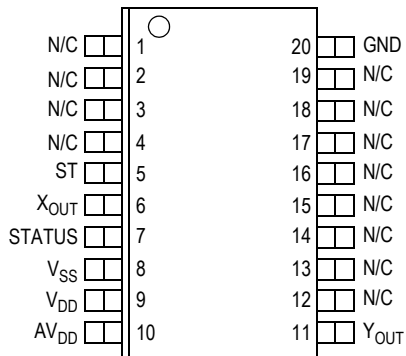 N/C 1 20 GND
N/C 2 19 N/C
N/C 3 18 N/C
N/C 4 17 N/C
ST 5 16 N/C
XOUT 6 15 N/C
STATUS 7 14 N/C
VSS 8 13 N/C
VDD 9 12 N/C
AVDD 10 11 YOUT